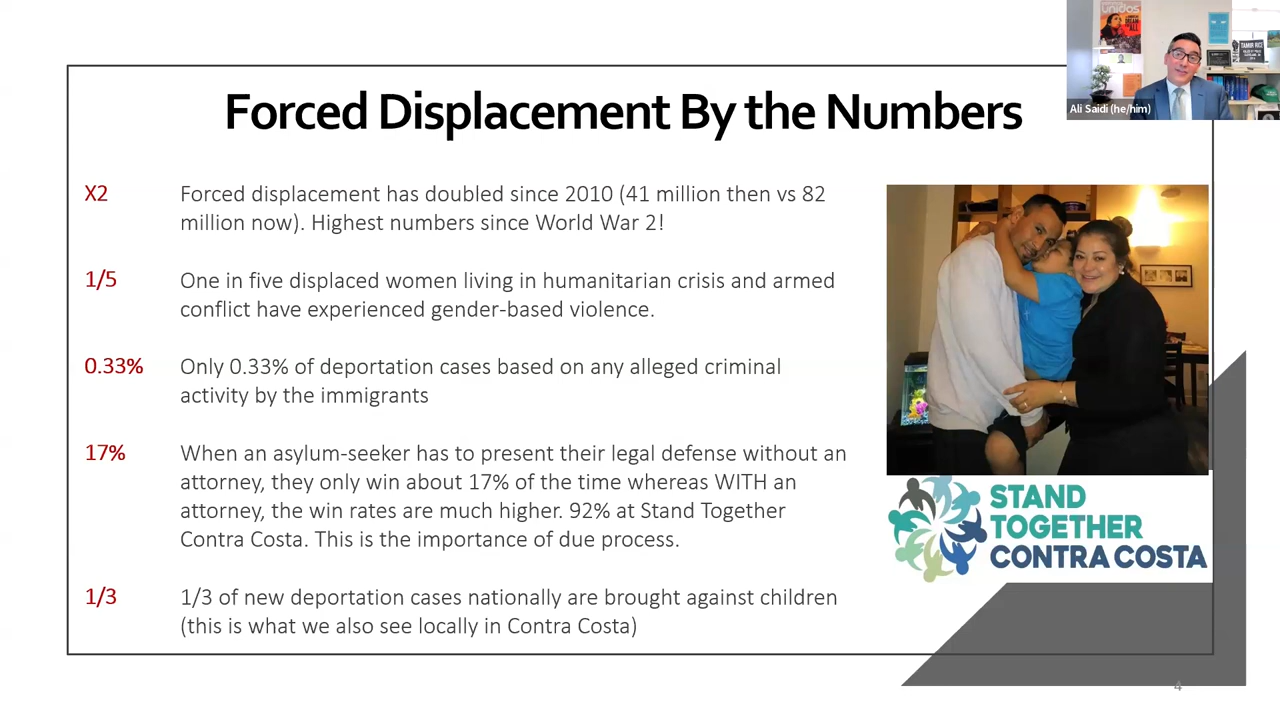 Forced Displacement By the Numbers
unidos
ALL
TAMIR RICE
Ali Saidi (he/him)
X2
Forced displacement has doubled since 2010 (41 million then vs 82
million now). Highest numbers since World War 2!
1/5
One in five displaced women living in humanitarian crisis and armed
conflict have experienced gender-based violence.
0.33%
Only 0.33% of deportation cases based on any alleged criminal
activity by the immigrants
17%
When an asylum-seeker has to present their legal defense without an
attorney, they only win about 17% of the time whereas WITH an
attorney, the win rates are much higher. 92% at Stand Together
Contra Costa. This is the importance of due process.
1/3
1/3 of new deportation cases nationally are brought against children
(this is what we also see locally in Contra Costa)
STAND
TOGETHER
CONTRA COSTA
4